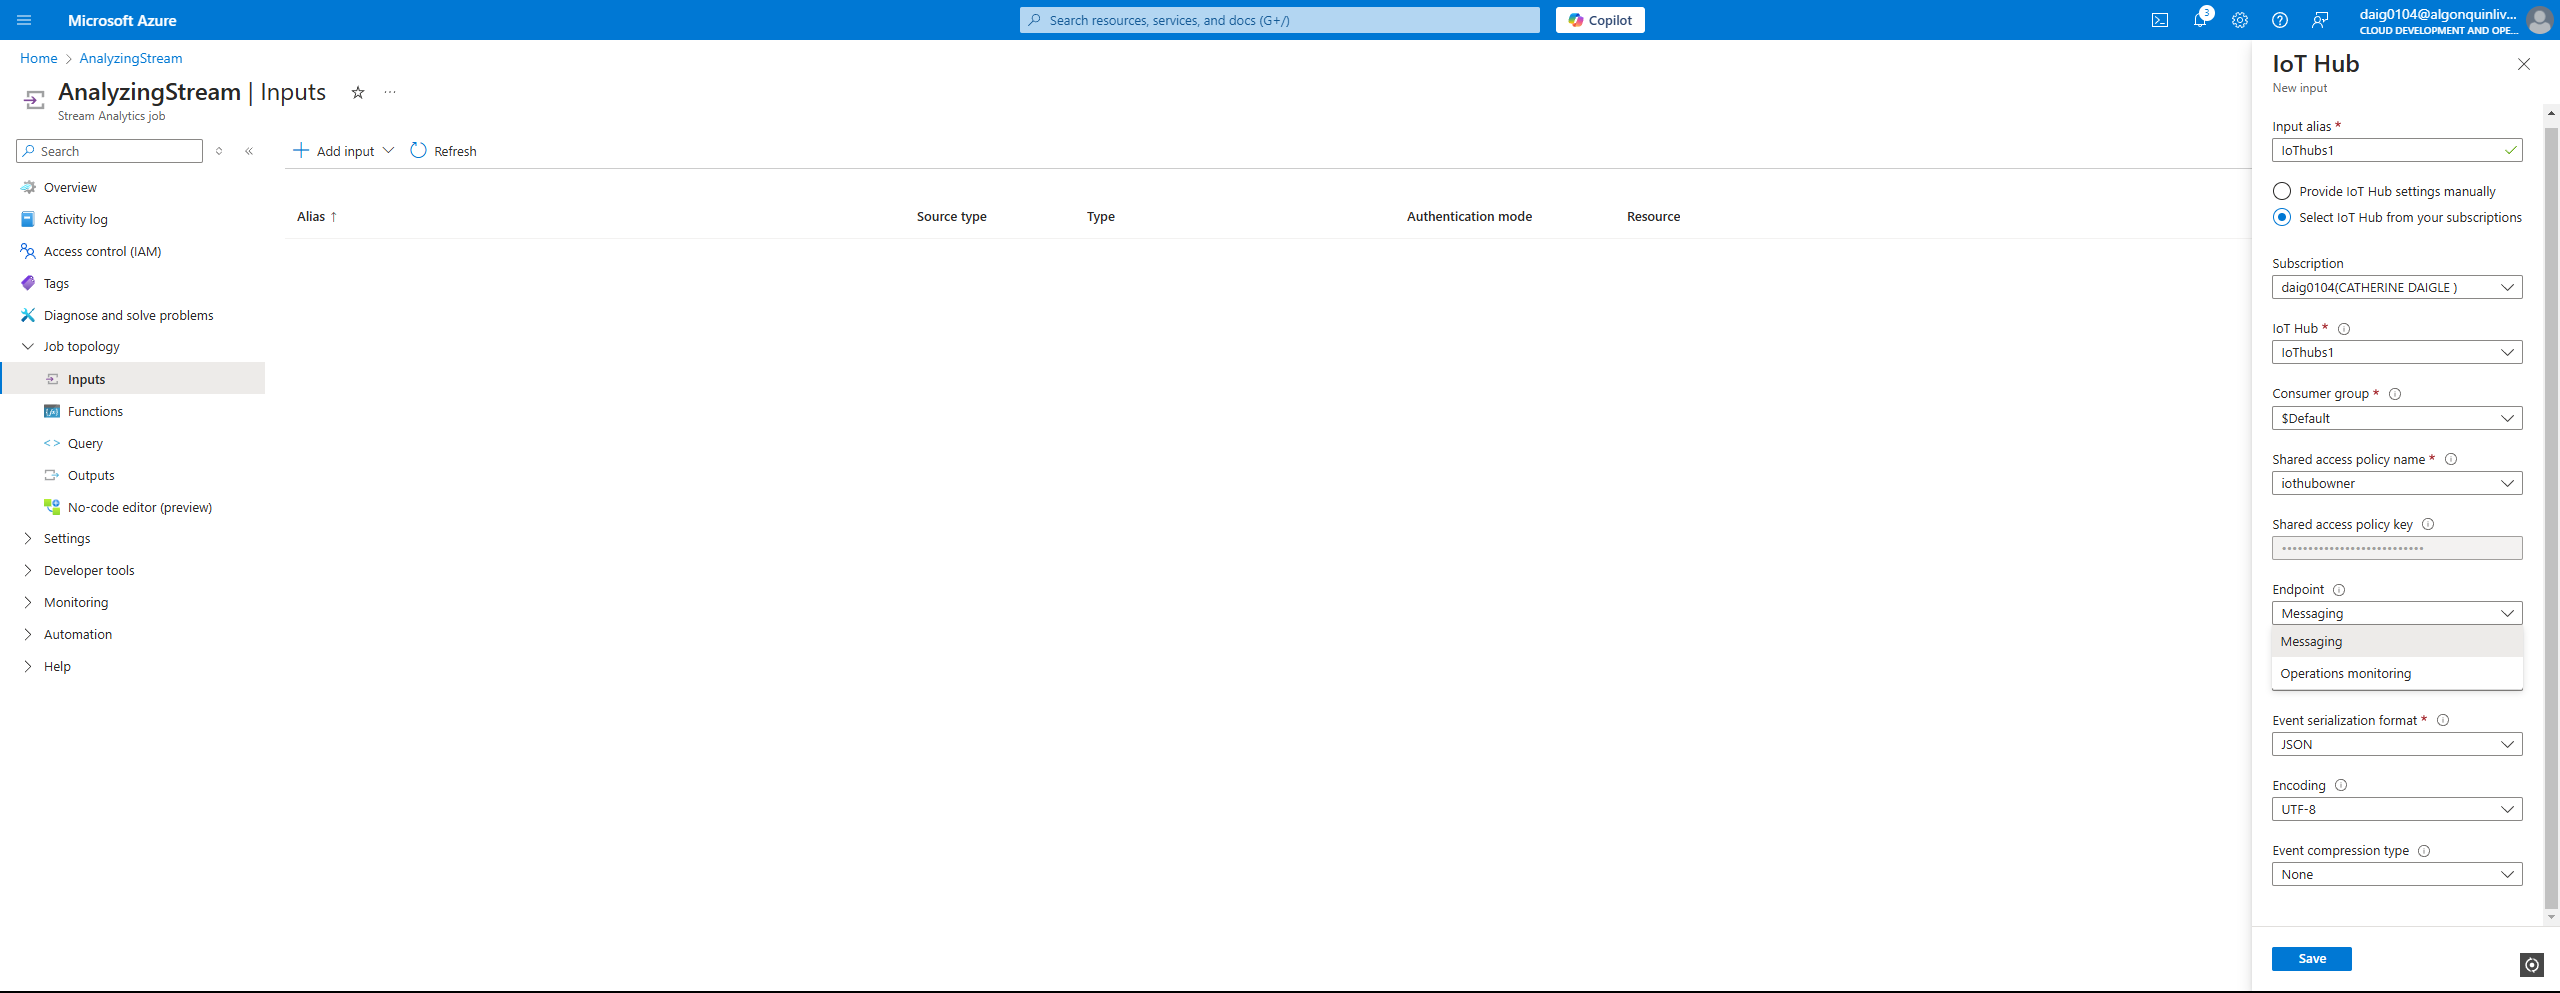 Microsoft Azure
Search resources, services, and docs (G+/)
Copilot
3
daig0104@algonquinliv...
CLOUD DEVELOPMENT AND OPE...
Home > AnalyzingStream
AnalyzingStream | Inputs
Stream Analytics job
Search
Add input
Refresh
Overview
Activity log
Access control (IAM)
Tags
Diagnose and solve problems
Job topology
Inputs
Functions
Query
Outputs
No-code editor (preview)
Settings
Developer tools
Monitoring
Automation
Help
Alias ↑
Source type
Type
Authentication mode
Resource
IoT Hub
New input
Input alias *
IoThubs1
Provide IoT Hub settings manually
Select IoT Hub from your subscriptions
Subscription
daig0104(CATHERINE DAIGLE )
IoT Hub *
IoThubs1
Consumer group *
$Default
Shared access policy name *
iothubowner
Shared access policy key
Endpoint
Messaging
Messaging
Operations monitoring
Event serialization format *
JSON
Encoding
UTF-8
Event compression type
None
Save